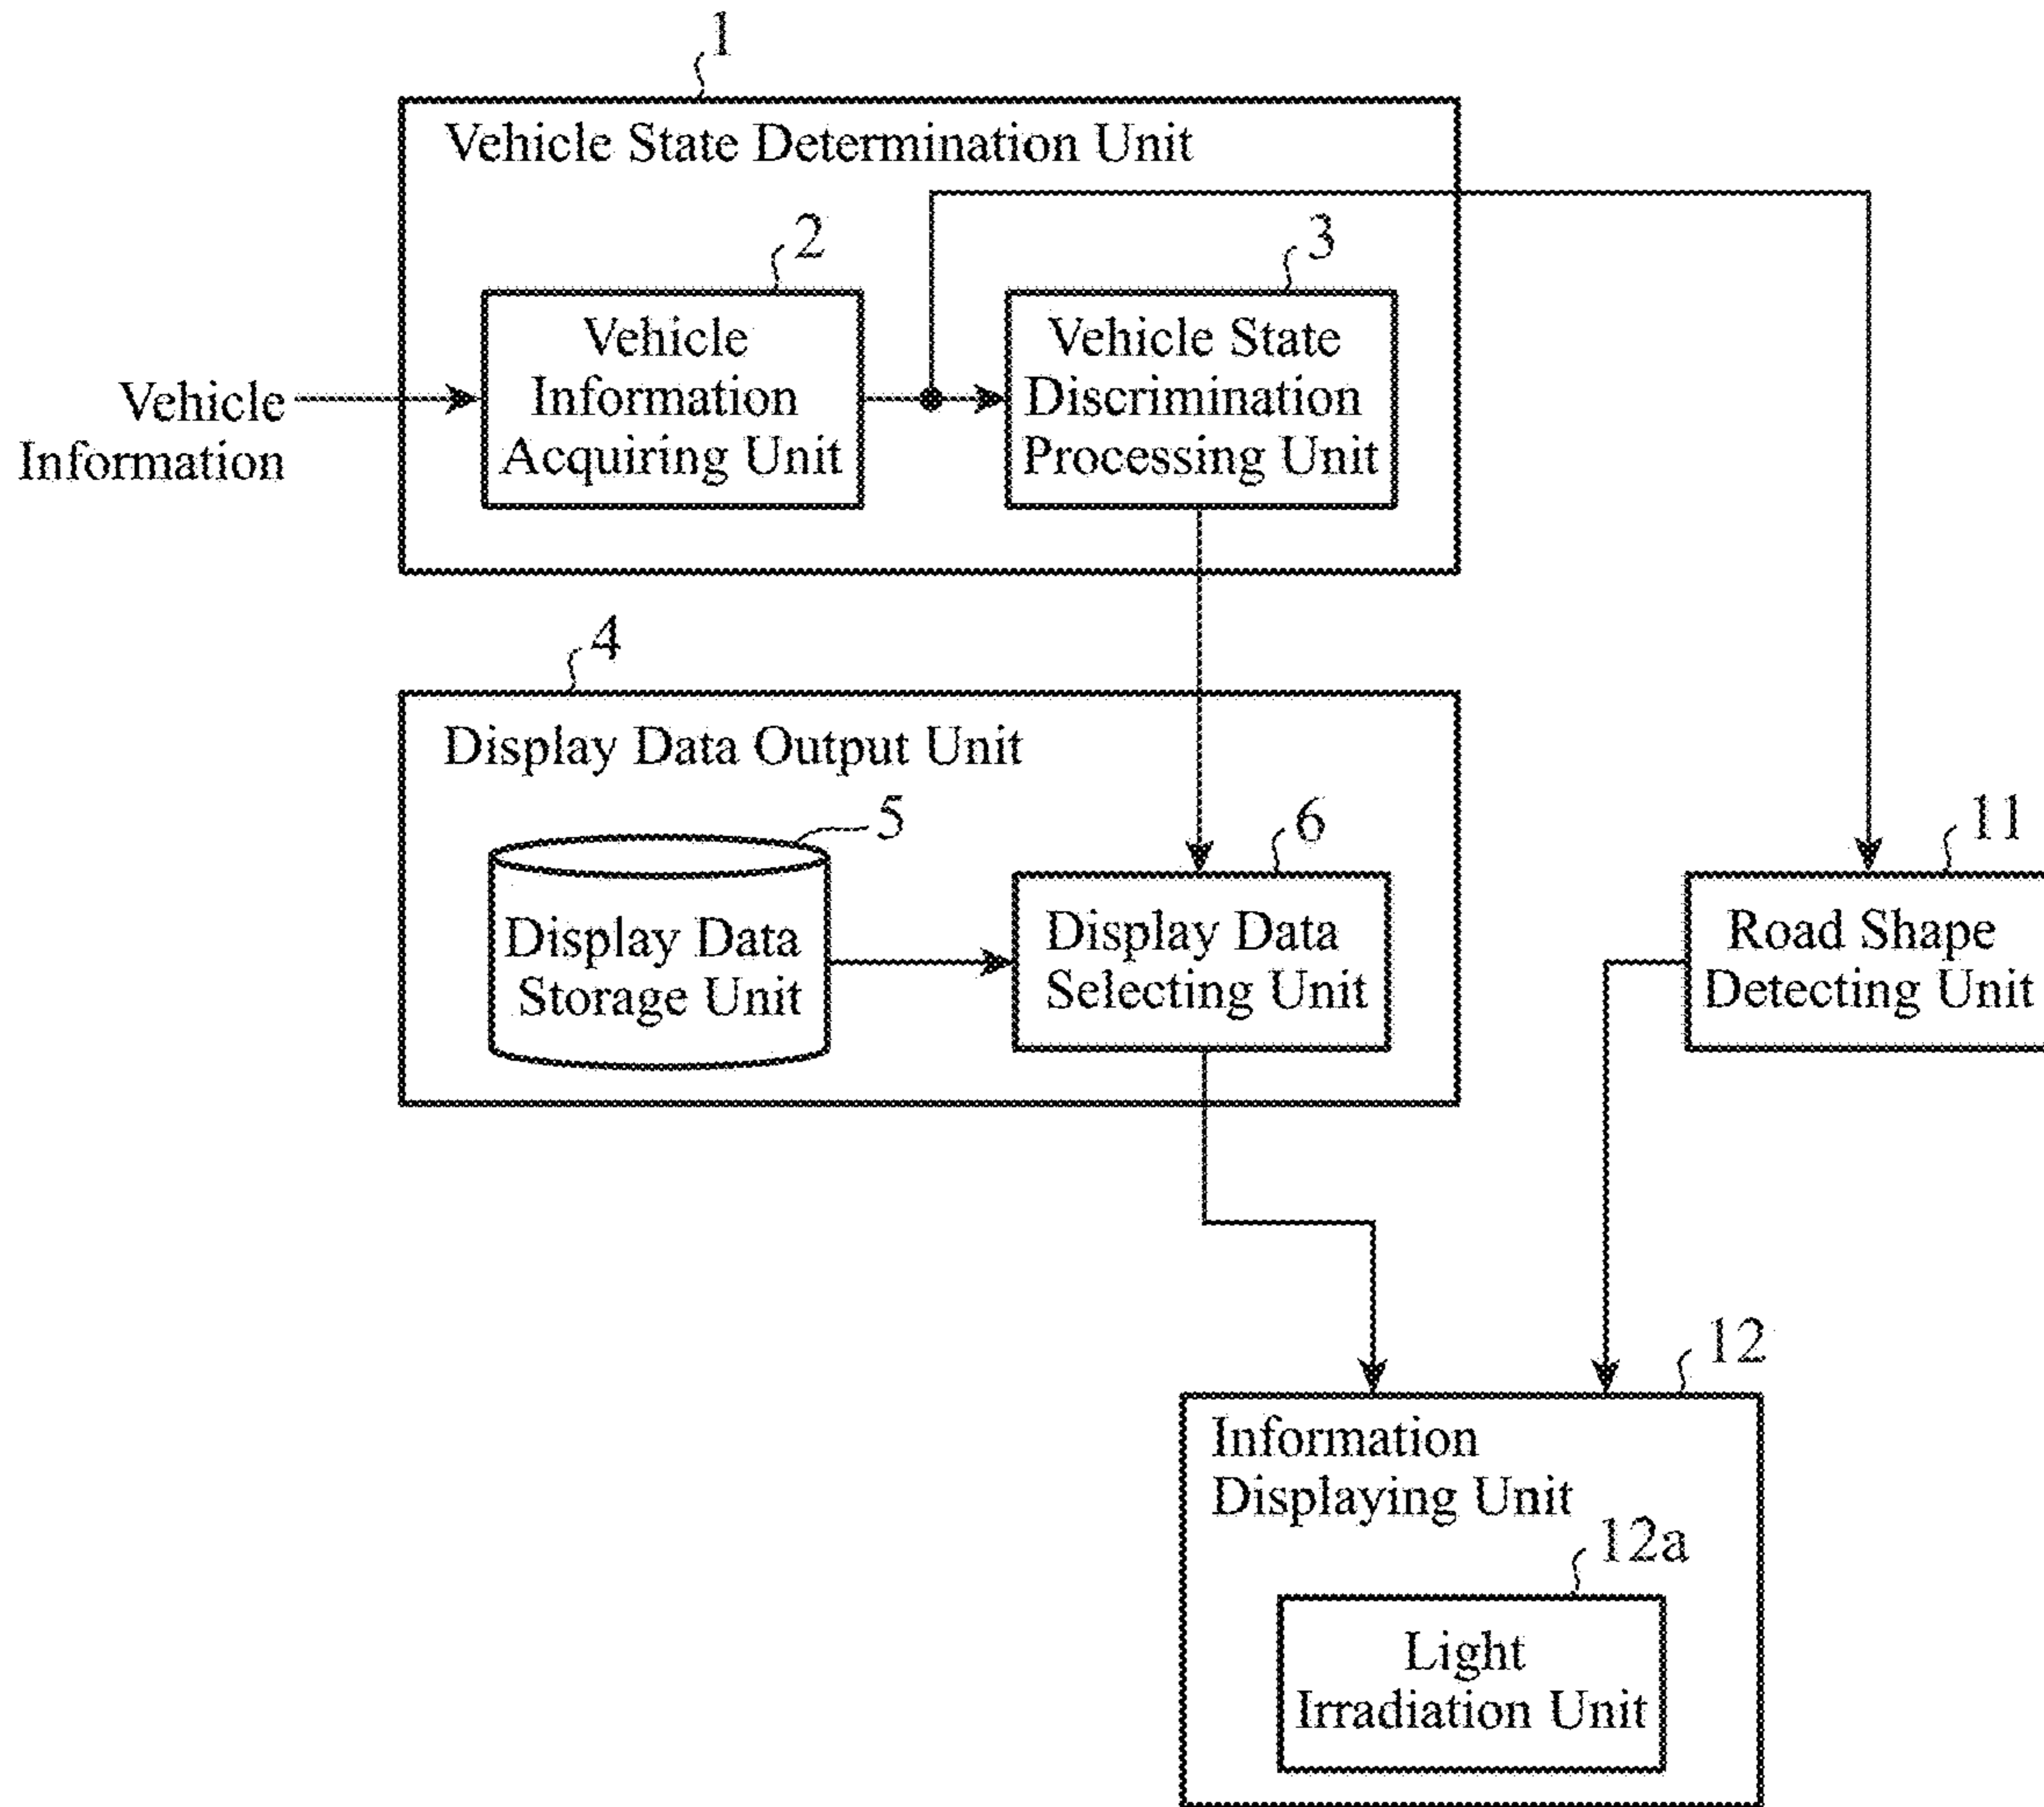 1
Vehicle State Determination Unit
2
3
Vehicle
Information
Acquiring Unit
Vehicle State
Discrimination
Processing Unit
Vehicle
Information
4
Display Data Output Unit
5
6
11
Display Data
Storage Unit
Display Data
Selecting Unit
Road Shape
Detecting Unit
12
Information
Displaying Unit
12a
Light
Irradiation Unit